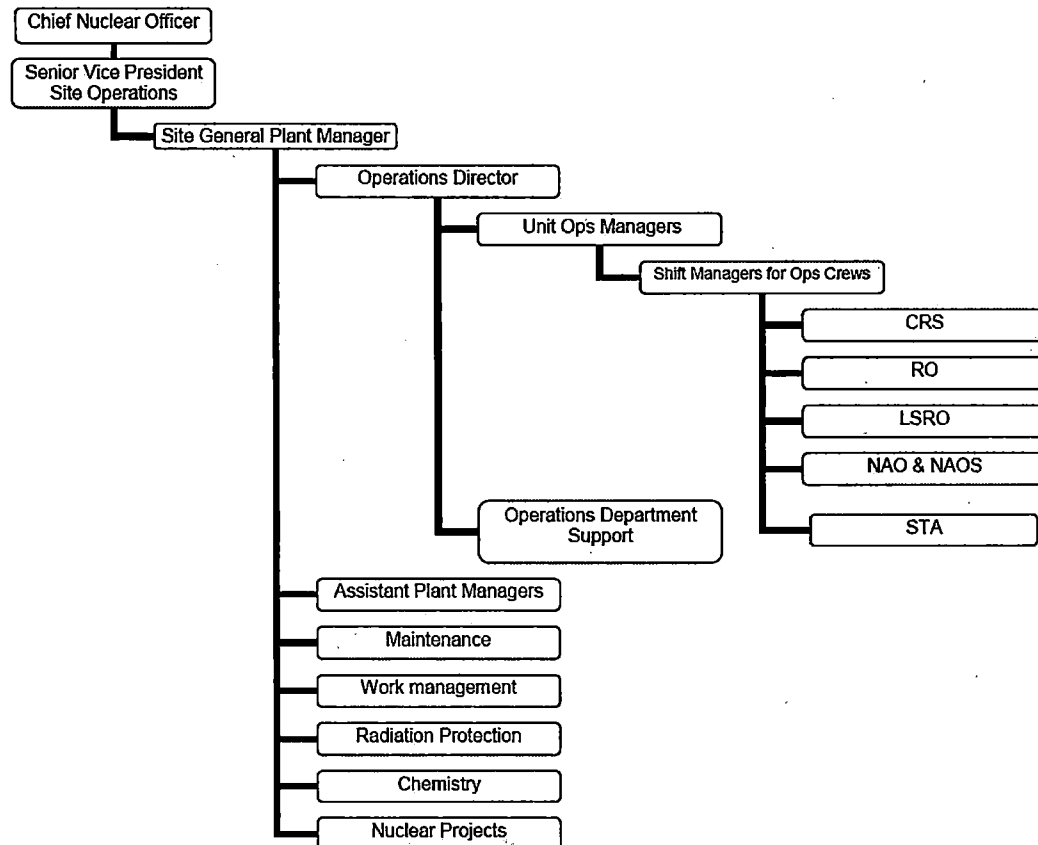 Chief Nuclear Officer
Senior Vice President
Site Operations
Site General Plant Manager
Operations Director
Unit Ops Managers
Shift Managers for Ops Crews
CRS
RO
LSRO
NAO & NAOS
STA
Operations Department
Support
Assistant Plant Managers
Maintenance
Work management
Radiation Protection
Chemistry
Nuclear Projects